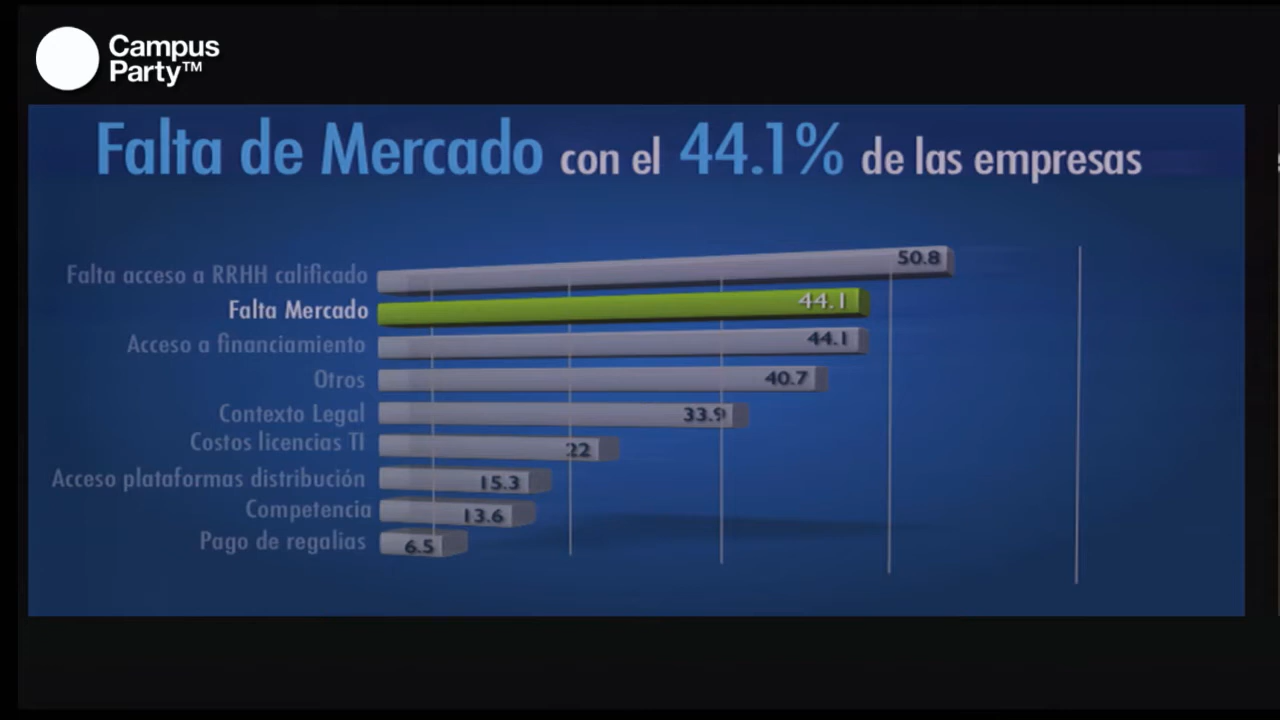 Campus
Party™
Falta de Mercado con el 44.1% de las empresas
Falta acceso a RRHH calificado 50.8
Falta Mercado 44.1
Acceso a financiamiento 44.1
Otros 40.7
Contexto Legal 33.9
Costos licencias TI 22
Acceso plataformas distribución 15.3
Competencia 13.6
Pago de regalias 6.5